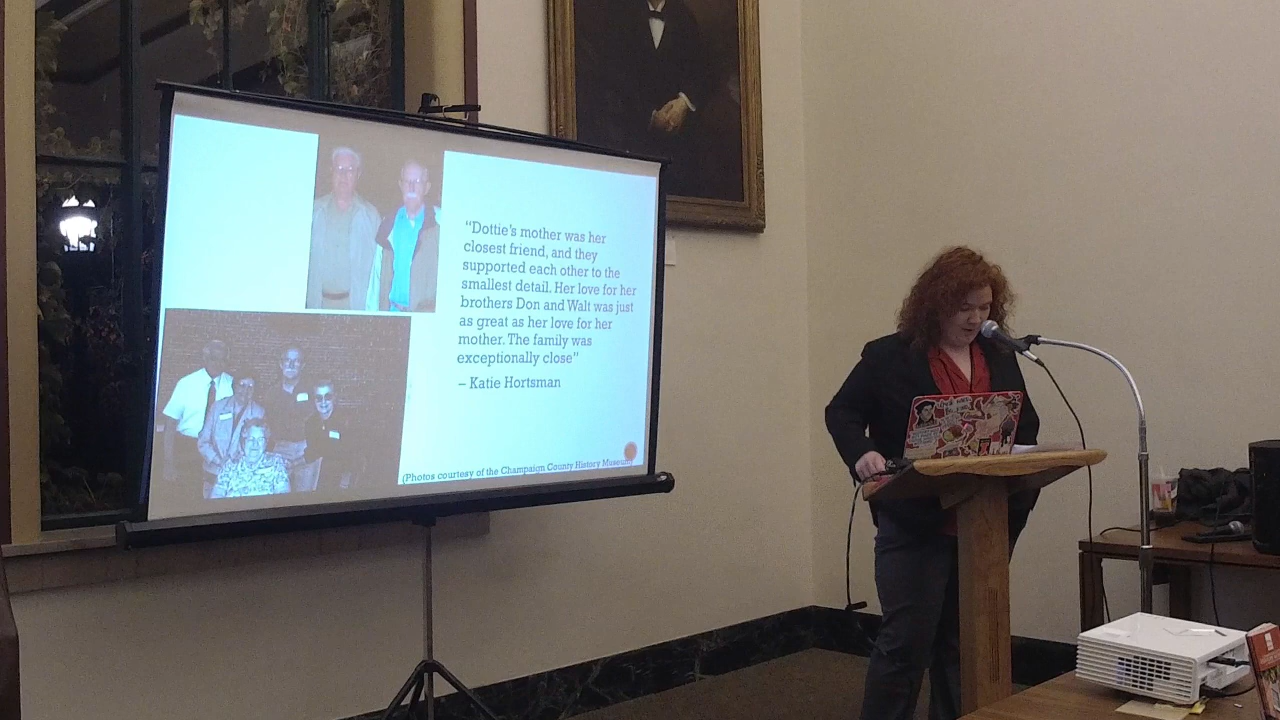 “Dottie’s mother was her
closest friend, and they
supported each other to the
smallest detail. Her love for her
brothers Don and Walt was just
as great as her love for her
mother. The family was
exceptionally close”
– Katie Hortsman
(Photos courtesy of the Champaign County History Museum)